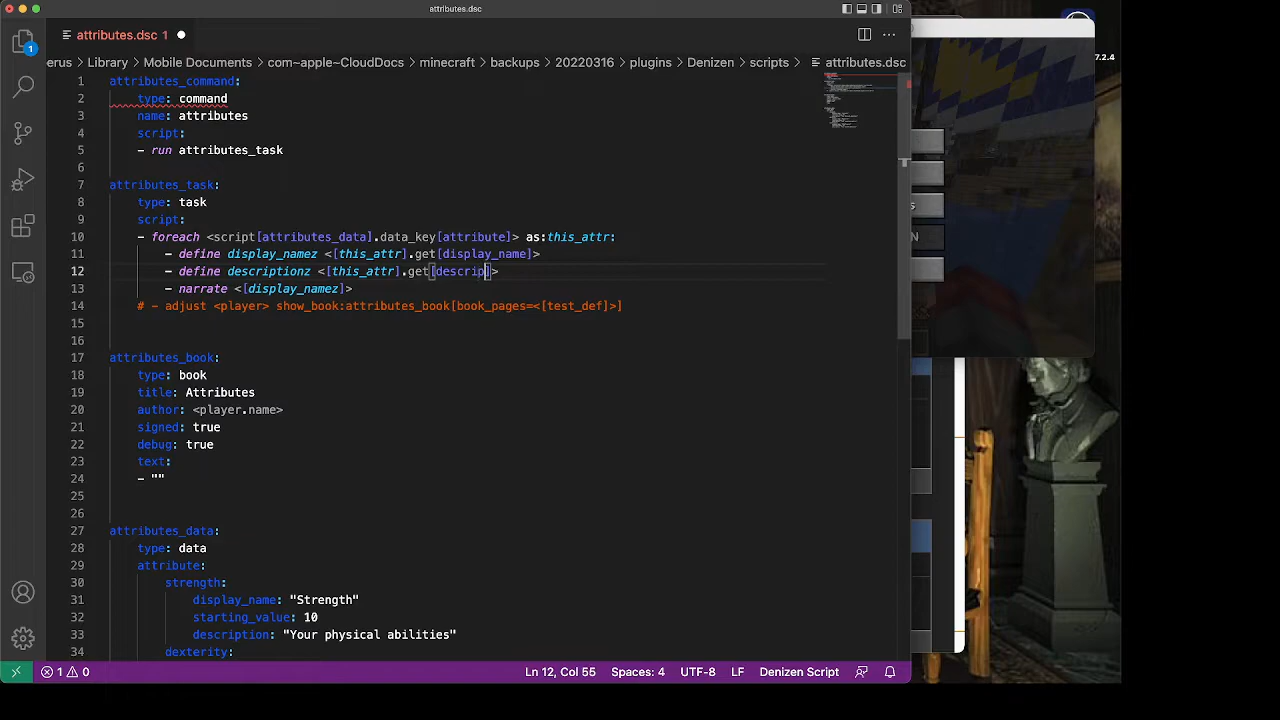 attributes.dsc
attributes.dsc 1
erus › Library › Mobile Documents › com~apple~CloudDocs › minecraft › backups › 20220316 › plugins › Denizen › scripts › attributes.dsc
7.2.4
1 attributes_command:
2 type: command
3 name: attributes
4 script:
5 - run attributes_task
6
7 attributes_task:
8 type: task
9 script:
10 - foreach <script[attributes_data].data_key[attribute]> as:this_attr:
11 - define display_namez <[this_attr].get[display_name]>
12 - define descriptionz <[this_attr].get[descrip]>
13 - narrate <[display_namez]>
14 # - adjust <player> show_book:attributes_book[book_pages=<[test_def]>]
15
16
17 attributes_book:
18 type: book
19 title: Attributes
20 author: <player.name>
21 signed: true
22 debug: true
23 text:
24 - ""
25
26
27 attributes_data:
28 type: data
29 attribute:
30 strength:
31 display_name: "Strength"
32 starting_value: 10
33 description: "Your physical abilities"
34 dexterity:
1
s
N
1 0 Ln 12, Col 55 Spaces: 4 UTF-8 LF Denizen Script